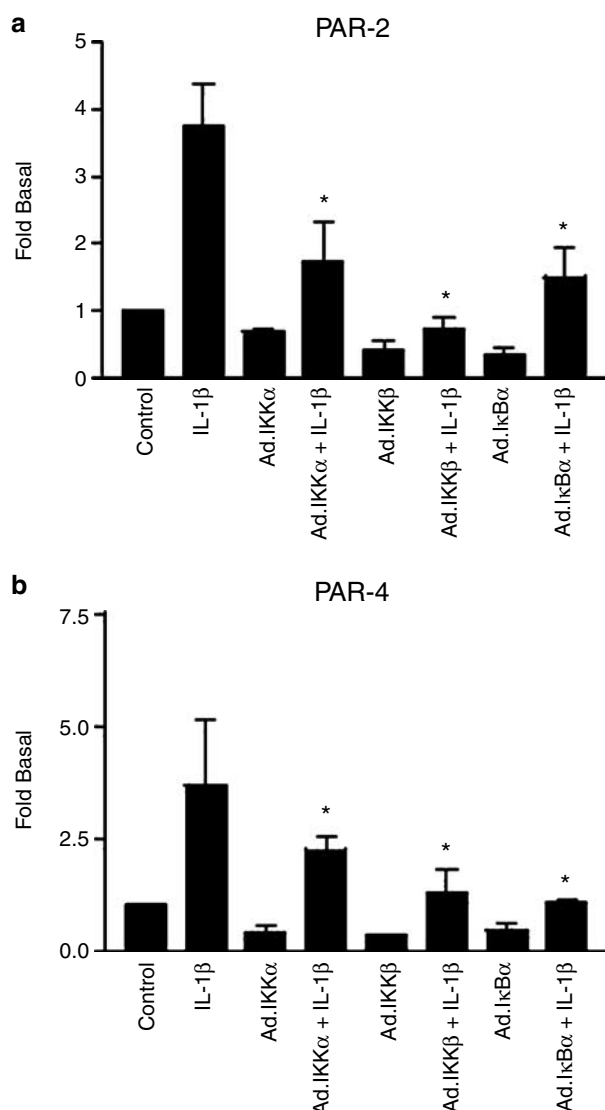 a
PAR-2
5
4
3
2
1
0
Fold Basal
*
*
*
Control
IL-1β
Ad.IKKα
Ad.IKKα + IL-1β
Ad.IKKβ
Ad.IKKβ + IL-1β
Ad.IκBα
Ad.IκBα + IL-1β
b
PAR-4
7.5
5.0
2.5
0.0
Fold Basal
*
*
*
Control
IL-1β
Ad.IKKα
Ad.IKKα + IL-1β
Ad.IKKβ
Ad.IKKβ + IL-1β
Ad.IκBα
Ad.IκBα + IL-1β